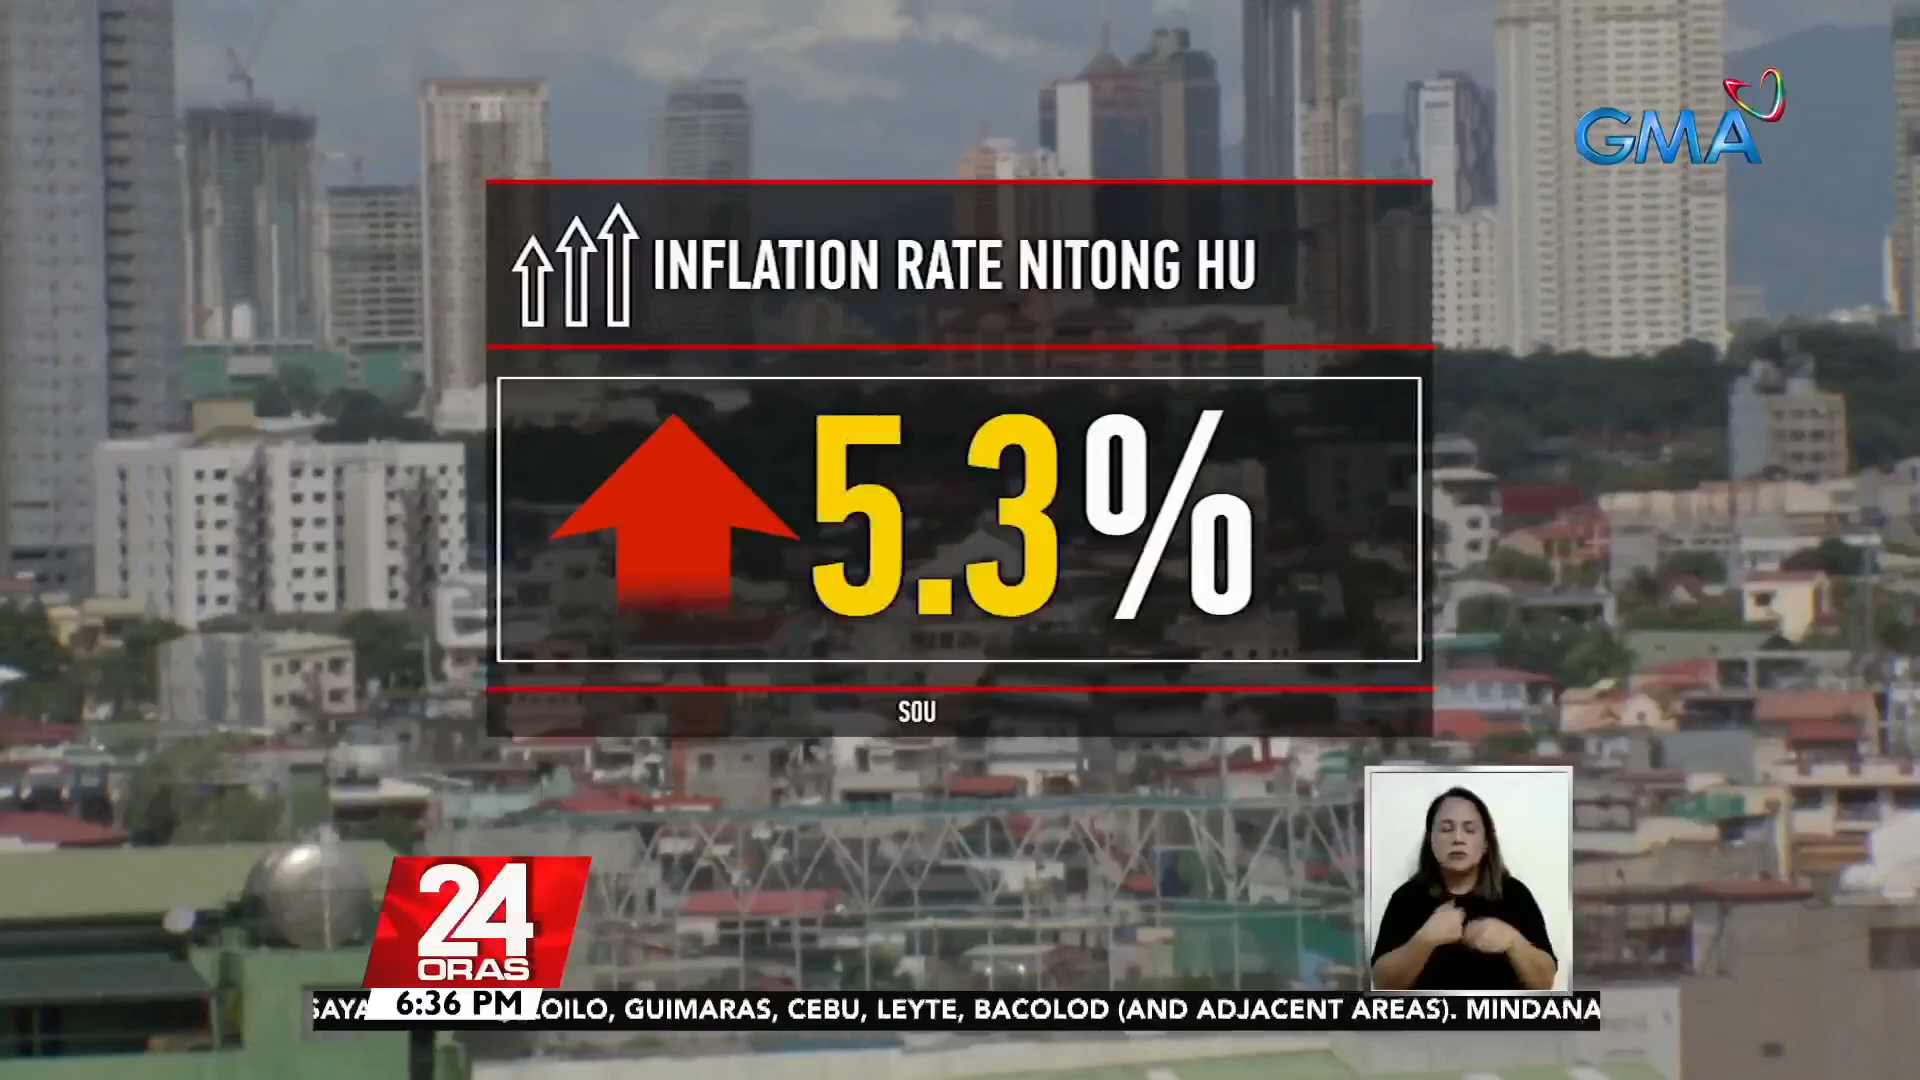 GMA
INFLATION RATE NITONG HU
5.3%
SOU
24
ORAS
6:36 PM
SAYA LOILO, GUIMARAS, CEBU, LEYTE, BACOLOD (AND ADJACENT AREAS). MINDANA